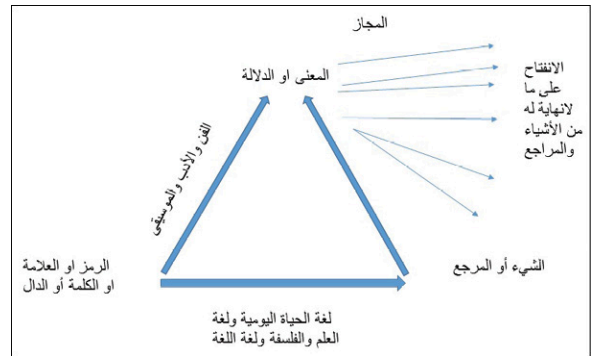 المجاز
المعنى او الدلالة
الانفتاح
على ما
لانهاية له
من الأشياء
والمراجع
الفن والأدب والموسيقى
الشيء أو المرجع
الرمز او العلامة
او الكلمة أو الدال
لغة الحياة اليومية ولغة
العلم والفلسفة ولغة اللغة